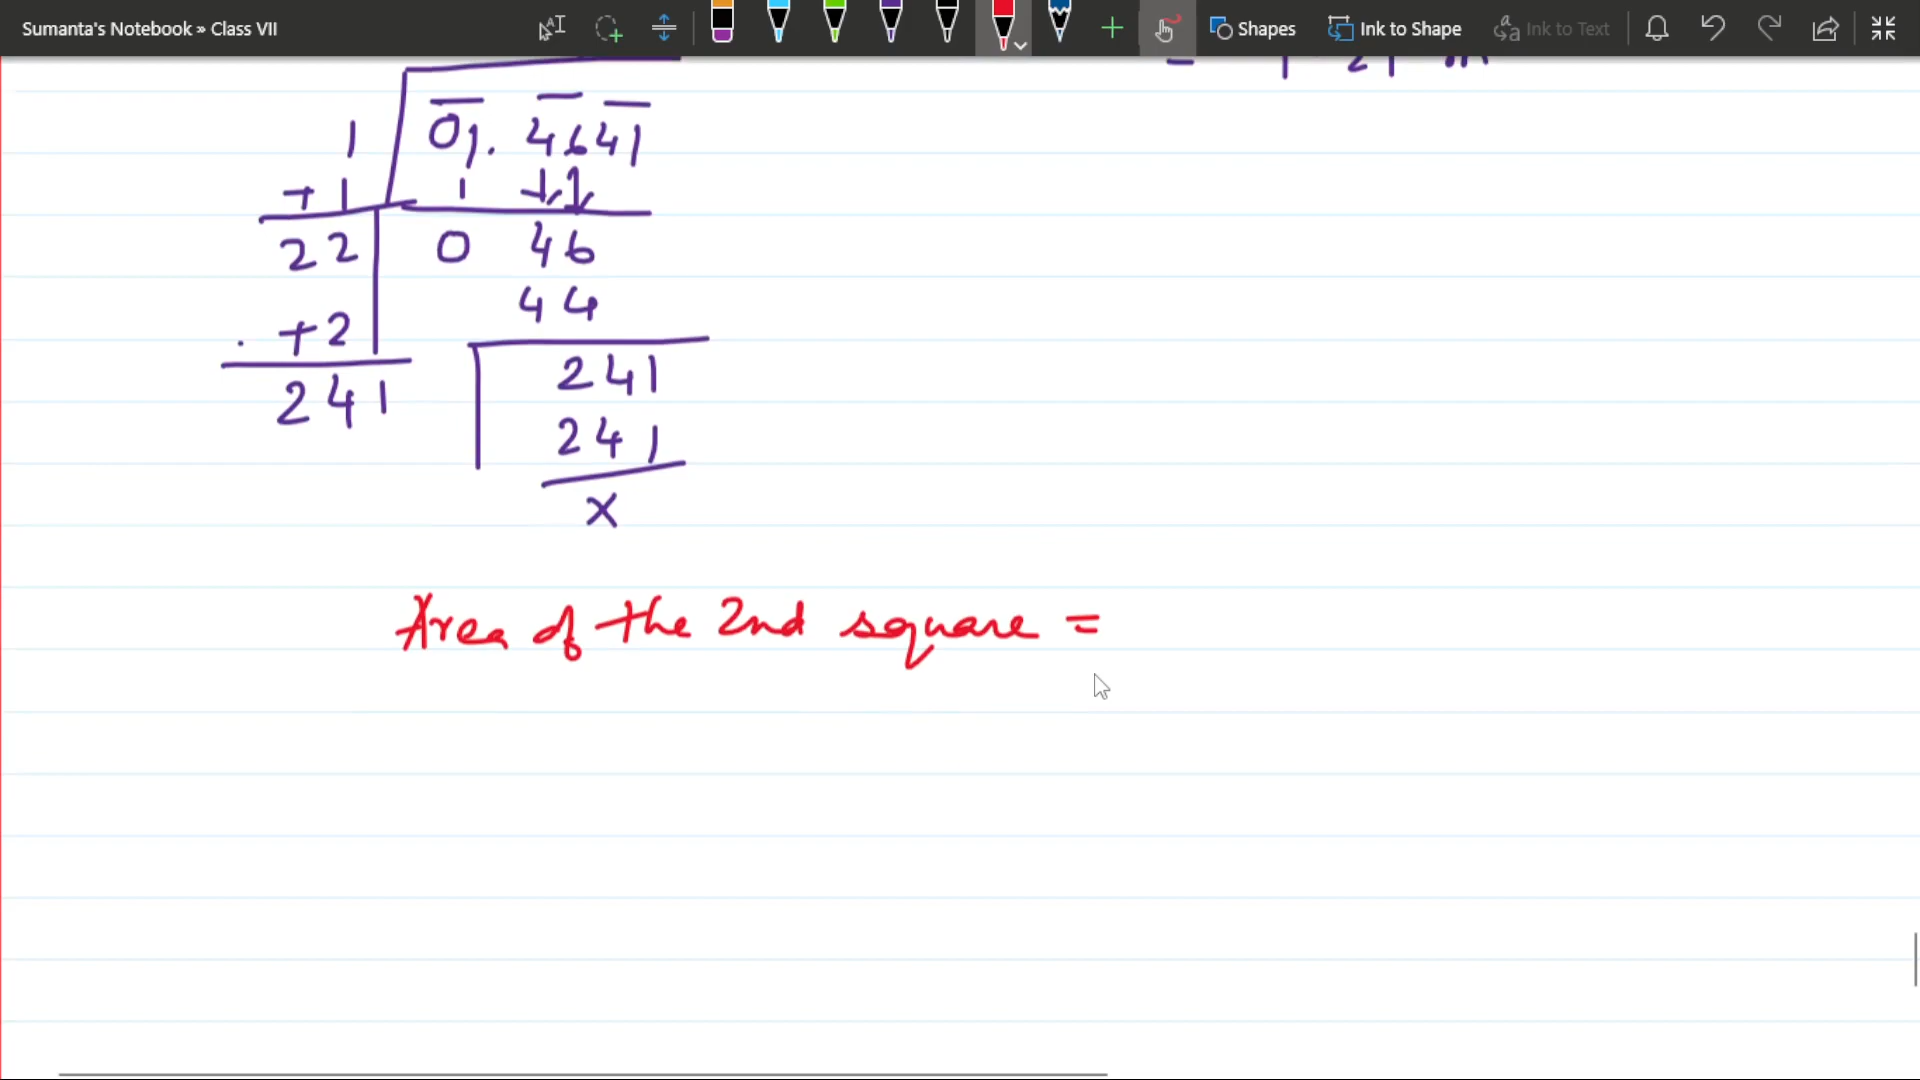 Sumanta's Notebook » Class VII
Shapes
Ink to Shape
Ink to Text
1 01.4641
+1 1
22 0 46
44
+2
241 241
241
x
Area of the 2nd square =